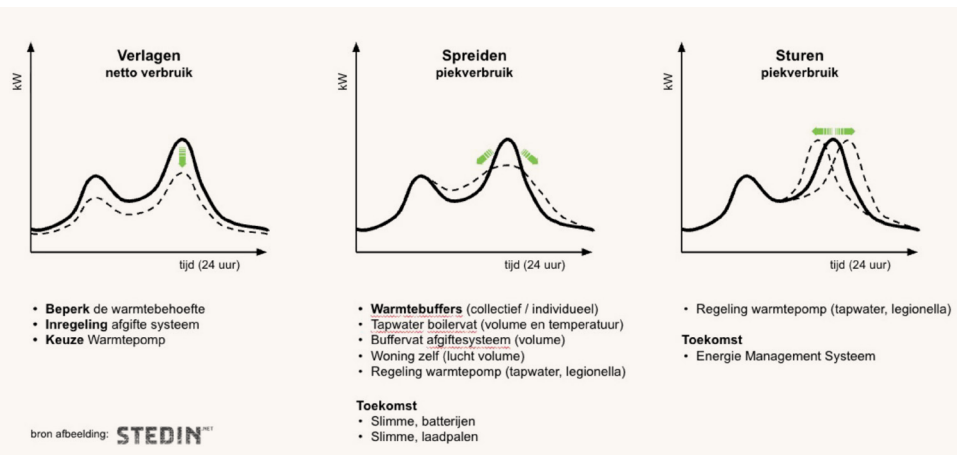 Verlagen
netto verbruik
kW
tijd (24 uur)
• Beperk de warmtebehoefte
• Inregeling afgifte systeem
• Keuze Warmtepomp
Spreiden
piekverbruik
kW
tijd (24 uur)
• Warmtebuffers (collectief / individueel)
• Tapwater boilervat (volume en temperatuur)
• Buffervat afgiftesysteem (volume)
• Woning zelf (lucht volume)
• Regeling warmtepomp (tapwater, legionella)
Toekomst
• Slimme, batterijen
• Slimme, laadpalen
Sturen
piekverbruik
kW
tijd (24 uur)
• Regeling warmtepomp (tapwater, legionella)
Toekomst
• Energie Management Systeem
bron afbeelding: STEDIN.NET